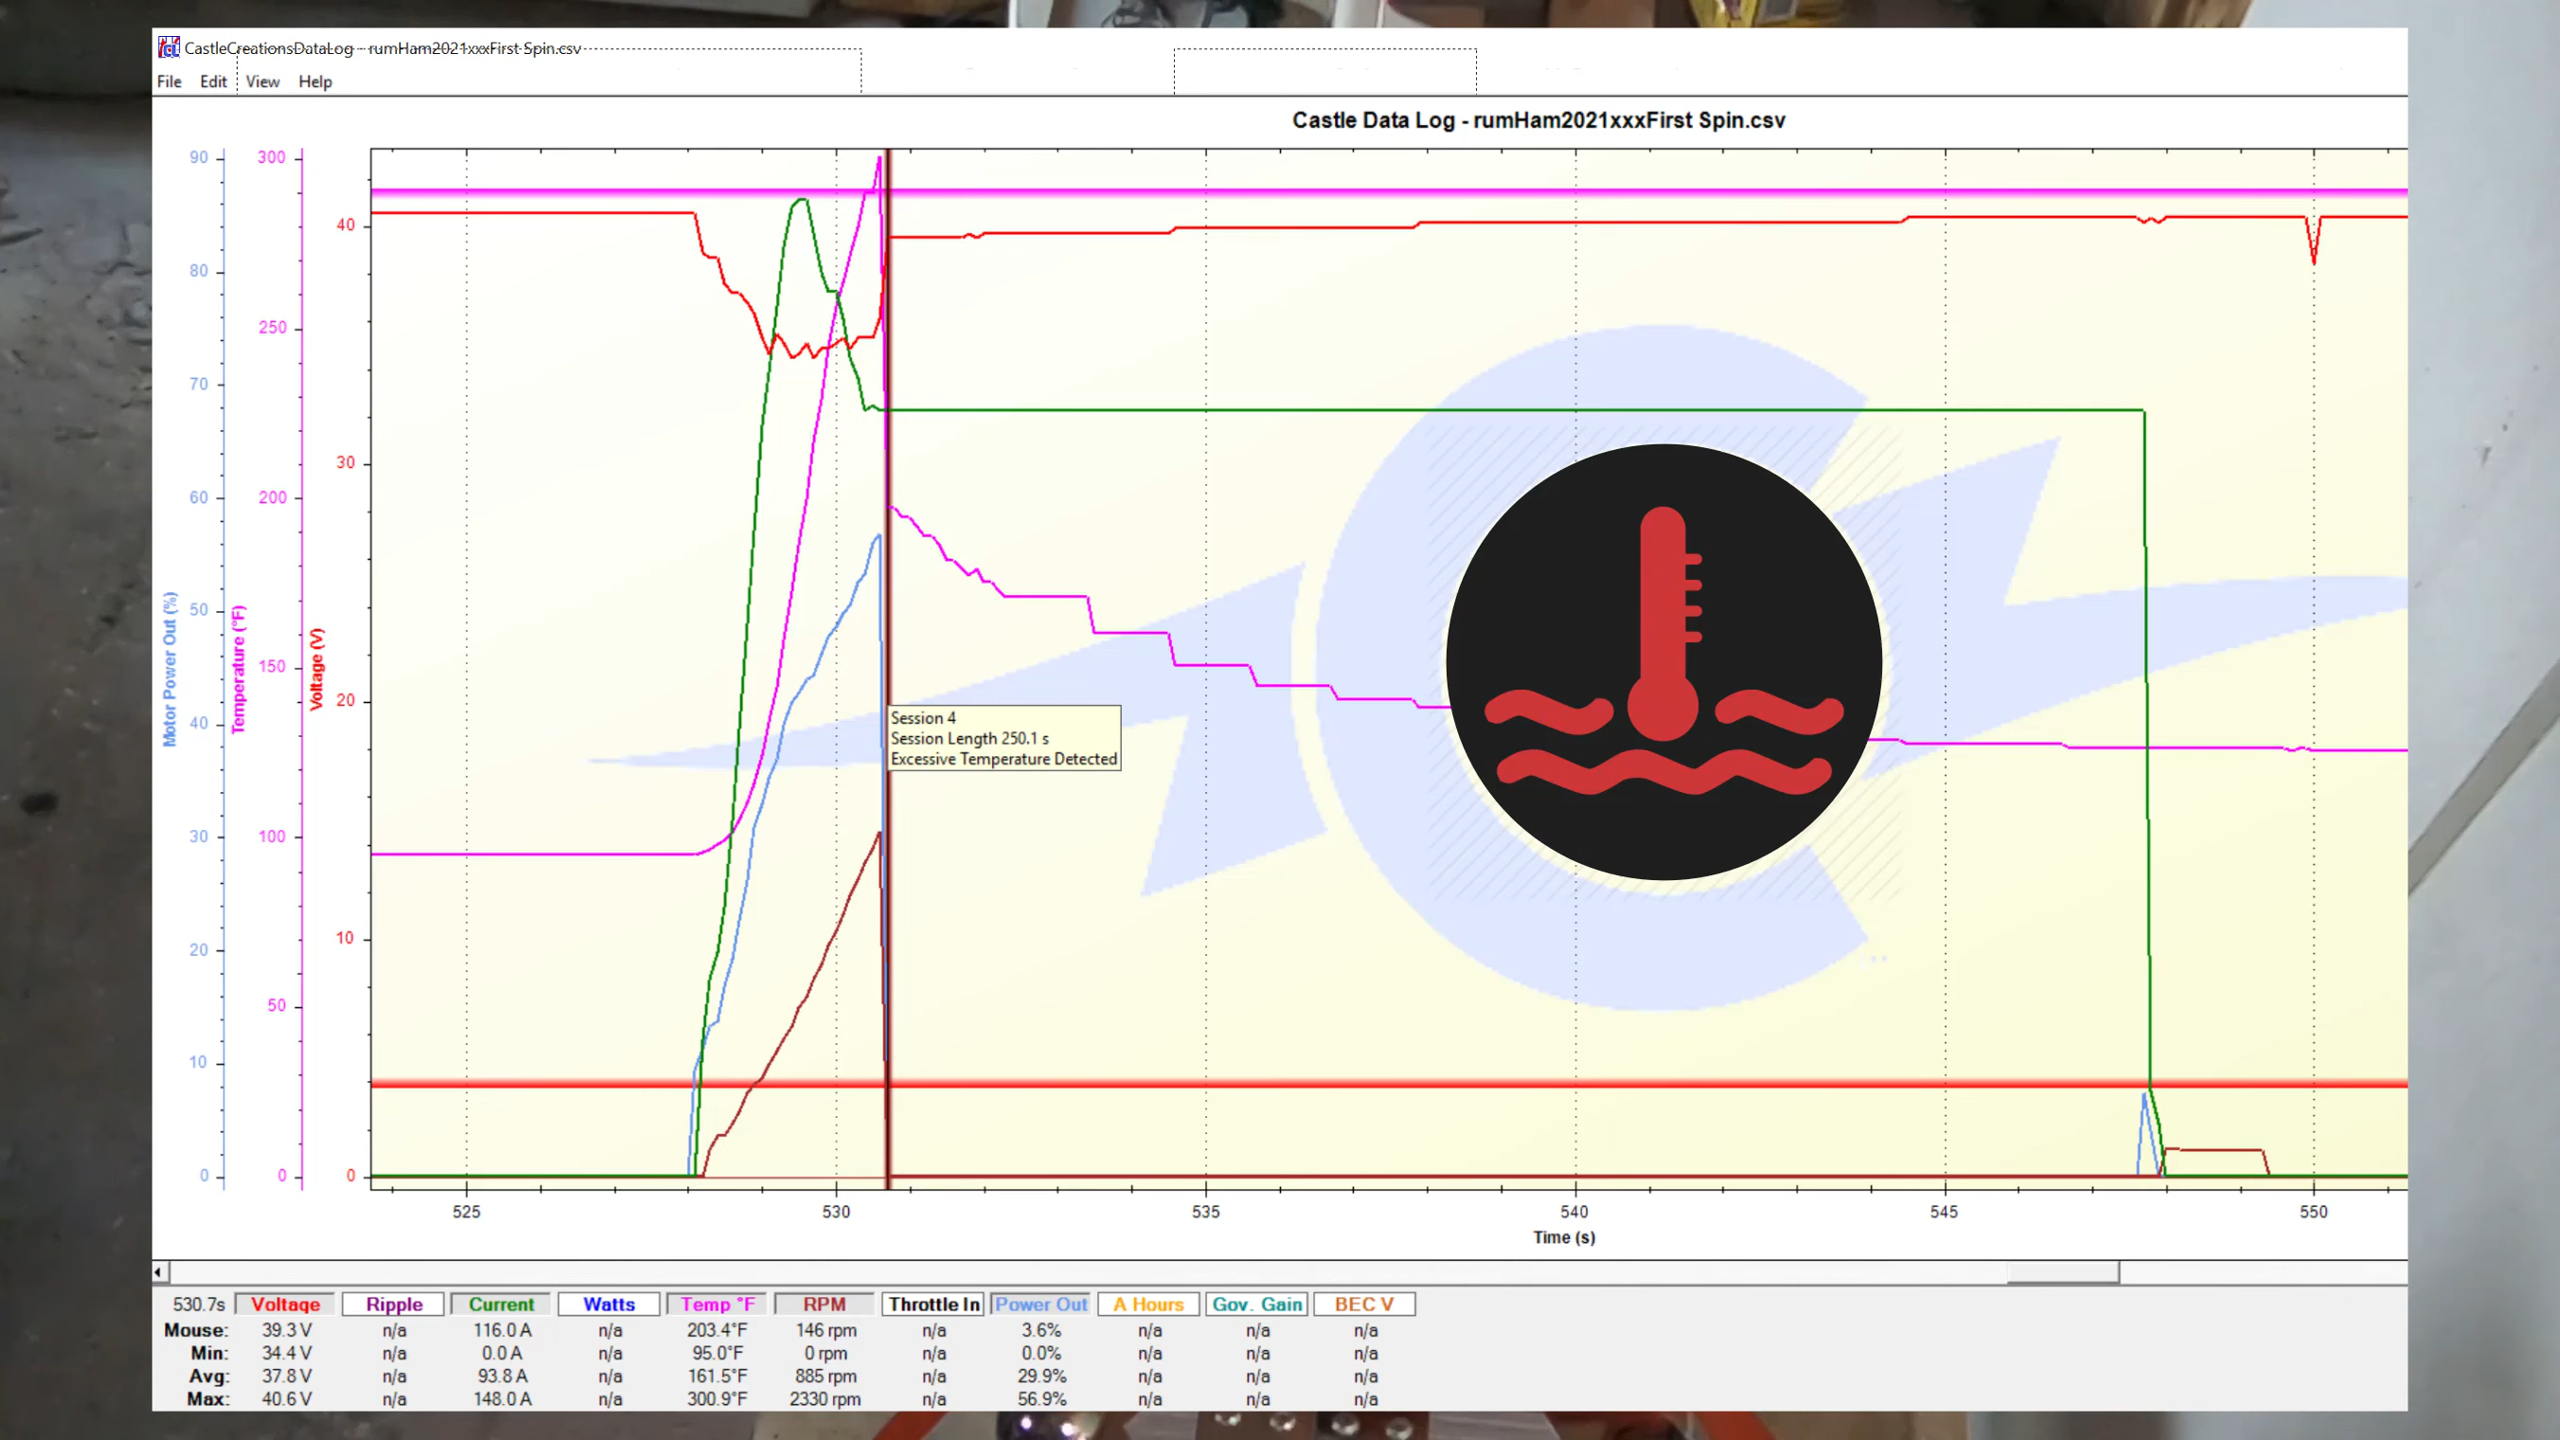 CastleCreationsDataLog - rumHam2021xxxFirst Spin.csv
File Edit View Help
Castle Data Log - rumHam2021xxxFirst Spin.csv
90 300
40
80
250
70
30
60 200
50
150
20
40
30 100
10
20
50
10
0 0 0
Motor Power Out (%)
Temperature (°F)
Voltage (V)
Session 4
Session Length 250.1 s
Excessive Temperature Detected
525 530 535 540 545 550
Time (s)
530.7s Voltage Ripple Current Watts Temp °F RPM Throttle In Power Out A Hours Gov. Gain BEC V
Mouse: 39.3 V n/a 116.0 A n/a 203.4°F 146 rpm n/a 3.6% n/a n/a n/a
Min: 34.4 V n/a 0.0 A n/a 95.0°F 0 rpm n/a 0.0% n/a n/a n/a
Avg: 37.8 V n/a 93.8 A n/a 161.5°F 885 rpm n/a 29.9% n/a n/a n/a
Max: 40.6 V n/a 148.0 A n/a 300.9°F 2330 rpm n/a 56.9% n/a n/a n/a